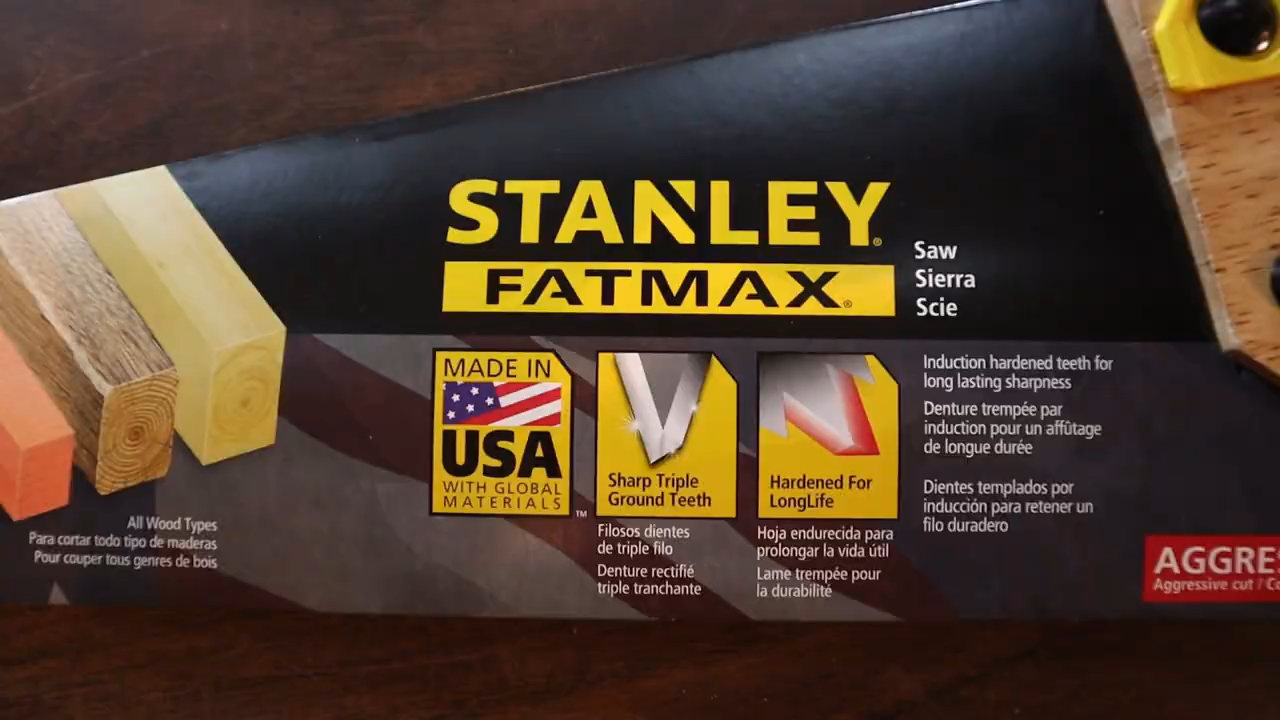 STANLEY®
FATMAX®
Saw
Sierra
Scie
MADE IN
USA
WITH GLOBAL
MATERIALS
™
Sharp Triple
Ground Teeth
Filosos dientes
de triple filo
Denture rectifié
triple tranchante
Hardened For
LongLife
Hoja endurecida para
prolongar la vida útil
Lame trempée pour
la durabilité
Induction hardened teeth for
long lasting sharpness
Denture trempée par
induction pour un affûtage
de longue durée
Dientes templados por
inducción para retener un
filo duradero
All Wood Types
Para cortar todo tipo de maderas
Pour couper tous genres de bois
AGGRES
Aggressive cut / Co